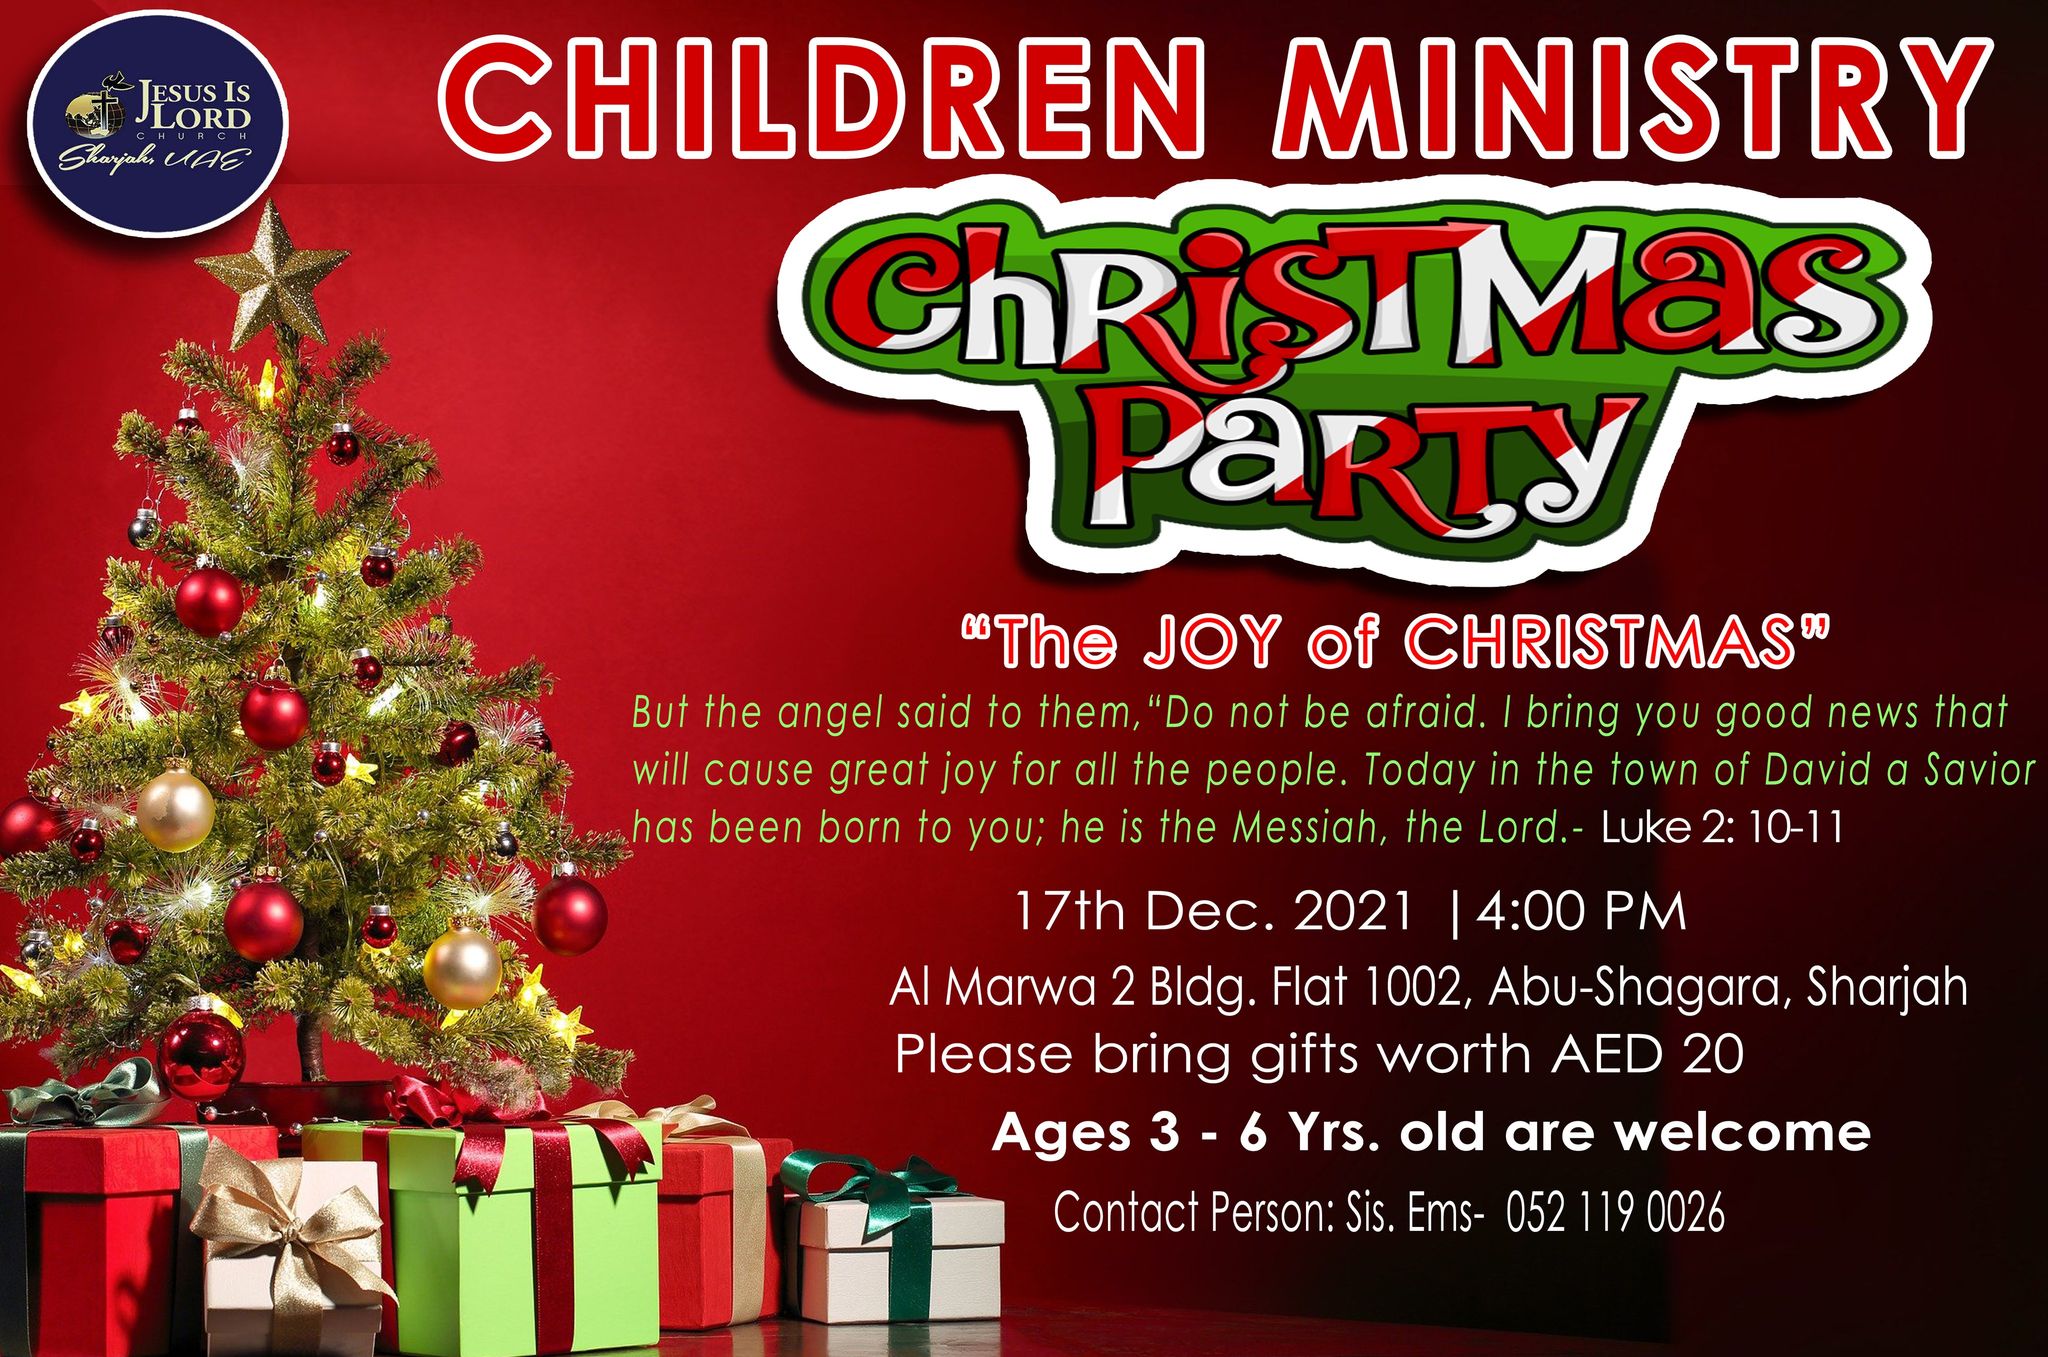 JESUS IS
LORD
CHURCH
Sharjah, UAE
CHILDREN MINISTRY
ChRisTMas
PaRTy
“The JOY of CHRISTMAS”
But the angel said to them,“Do not be afraid. I bring you good news that
will cause great joy for all the people. Today in the town of David a Savior
has been born to you; he is the Messiah, the Lord.- Luke 2: 10-11
17th Dec. 2021 |4:00 PM
Al Marwa 2 Bldg. Flat 1002, Abu-Shagara, Sharjah
Please bring gifts worth AED 20
Ages 3 - 6 Yrs. old are welcome
Contact Person: Sis. Ems- 052 119 0026